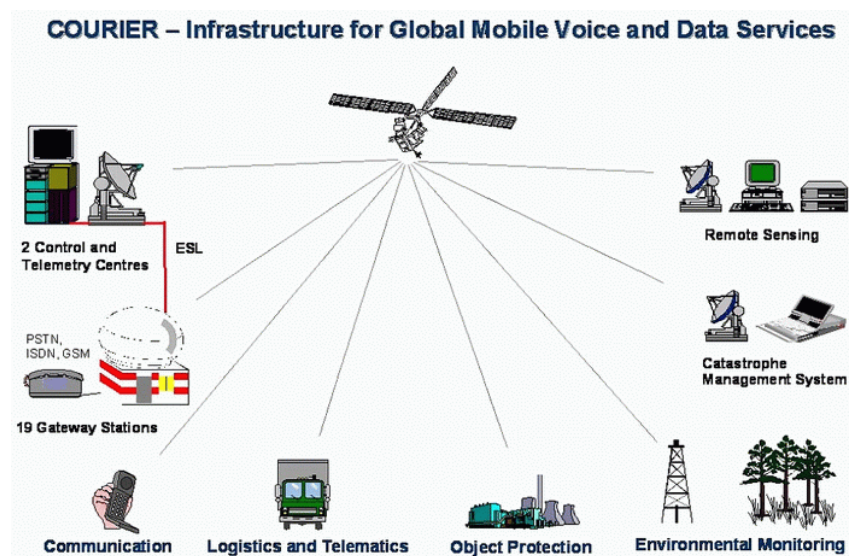 COURIER – Infrastructure for Global Mobile Voice and Data Services
2 Control and
Telemetry Centres
ESL
PSTN,
ISDN, GSM
19 Gateway Stations
Remote Sensing
Catastrophe
Management System
Communication
Logistics and Telematics
Object Protection
Environmental Monitoring